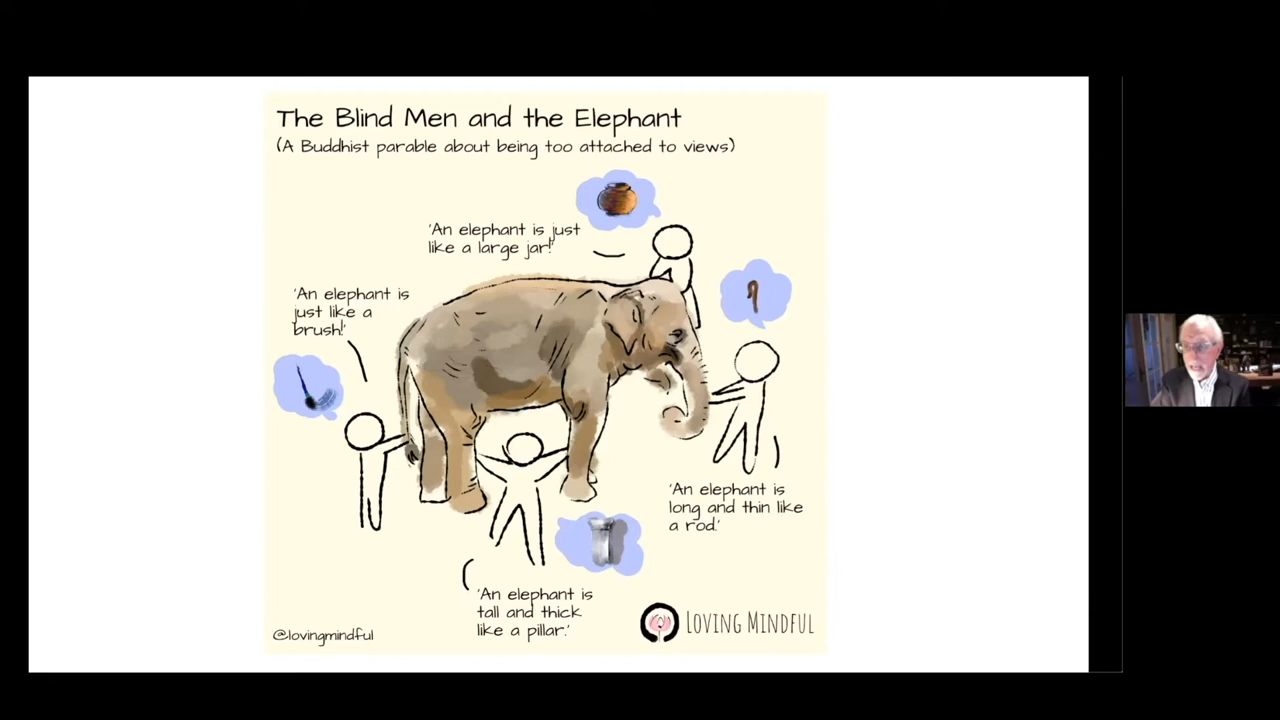 The Blind Men and the Elephant
(A Buddhist parable about being too attached to views)
'An elephant is just
like a large jar!'
'An elephant is
just like a
brush!'
'An elephant is
long and thin like
a rod.'
'An elephant is
tall and thick
like a pillar.'
@lovingmindful
LOVING MINDFUL